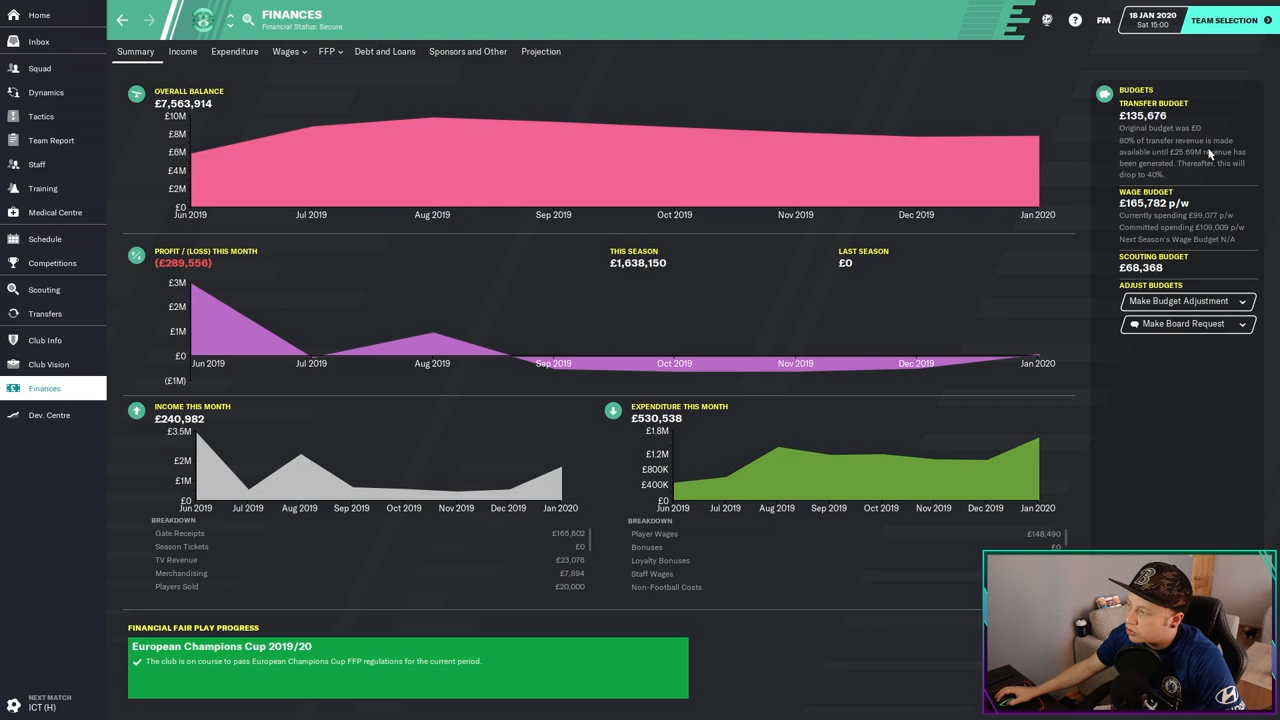 Home
Inbox
Squad
Dynamics
Tactics
Team Report
Staff
Training
Medical Centre
Schedule
Competitions
Scouting
Transfers
Club Info
Club Vision
Finances
Dev. Centre
NEXT MATCH
ICT (H)
FINANCES
Financial Status: Secure
?
FM
18 JAN 2020
Sat 15:00
TEAM SELECTION
Summary
Income
Expenditure
Wages
FFP
Debt and Loans
Sponsors and Other
Projection
OVERALL BALANCE
£7,563,914
£10M
£8M
£6M
£4M
£2M
£0
Jun 2019
Jul 2019
Aug 2019
Sep 2019
Oct 2019
Nov 2019
Dec 2019
Jan 2020
PROFIT / (LOSS) THIS MONTH
(£289,556)
THIS SEASON
£1,638,150
LAST SEASON
£0
£3M
£2M
£1M
£0
(£1M)
Jun 2019
Jul 2019
Aug 2019
Sep 2019
Oct 2019
Nov 2019
Dec 2019
Jan 2020
INCOME THIS MONTH
£240,982
£3.5M
£2M
£1M
£0
Jun 2019
Jul 2019
Aug 2019
Sep 2019
Oct 2019
Nov 2019
Dec 2019
Jan 2020
BREAKDOWN
Gate Receipts £165,602
Season Tickets £0
TV Revenue £23,076
Merchandising £7,894
Players Sold £20,000
EXPENDITURE THIS MONTH
£530,538
£1.8M
£1.2M
£800K
£400K
£0
Jun 2019
Jul 2019
Aug 2019
Sep 2019
Oct 2019
Nov 2019
Dec 2019
Jan 2020
BREAKDOWN
Player Wages £148,490
Bonuses £0
Loyalty Bonuses
Staff Wages
Non-Football Costs
FINANCIAL FAIR PLAY PROGRESS
European Champions Cup 2019/20
The club is on course to pass European Champions Cup FFP regulations for the current period.
BUDGETS
TRANSFER BUDGET
£135,676
Original budget was £0
80% of transfer revenue is made
available until £25.69M revenue has
been generated. Thereafter, this will
drop to 40%.
WAGE BUDGET
£165,782 p/w
Currently spending £99,077 p/w
Committed spending £109,009 p/w
Next Season's Wage Budget N/A
SCOUTING BUDGET
£68,368
ADJUST BUDGETS
Make Budget Adjustment
Make Board Request